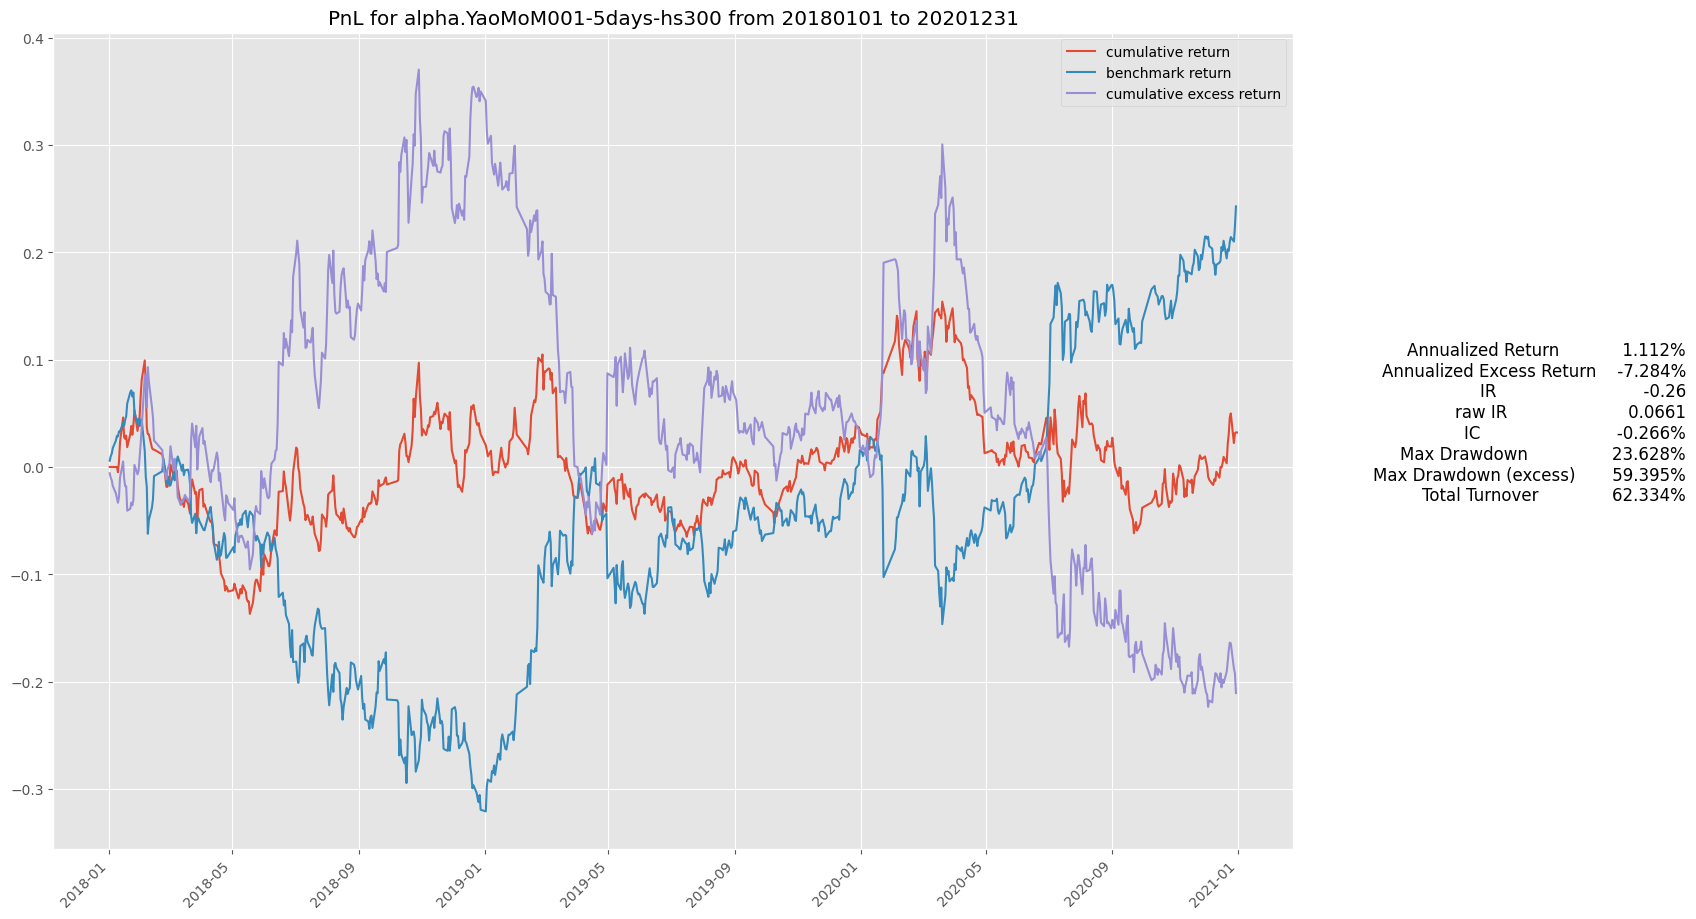 PnL for alpha.YaoMoM001-5days-hs300 from 20180101 to 20201231
cumulative return
benchmark return
cumulative excess return
0.4
0.3
0.2
0.1
0.0
−0.1
−0.2
−0.3
2018-01
2018-05
2018-09
2019-01
2019-05
2019-09
2020-01
2020-05
2020-09
2021-01
Annualized Return 1.112%
Annualized Excess Return -7.284%
IR -0.26
raw IR 0.0661
IC -0.266%
Max Drawdown 23.628%
Max Drawdown (excess) 59.395%
Total Turnover 62.334%